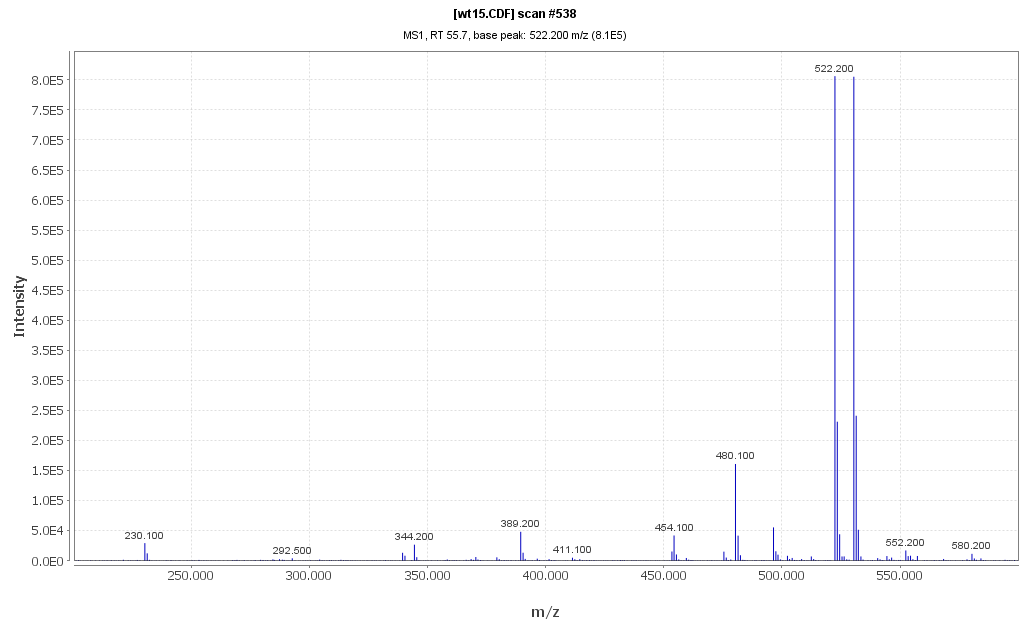 [wt15.CDF] scan #538
MS1, RT 55.7, base peak: 522.200 m/z (8.1E5)
522.200
8.0E5
7.5E5
7.0E5
6.5E5
6.0E5
5.5E5
5.0E5
4.5E5
4.0E5
3.5E5
3.0E5
2.5E5
2.0E5
1.5E5
1.0E5
5.0E4
0.0E0
Intensity
480.100
454.100
389.200
344.200
230.100
292.500
411.100
552.200
580.200
250.000 300.000 350.000 400.000 450.000 500.000 550.000
m/z